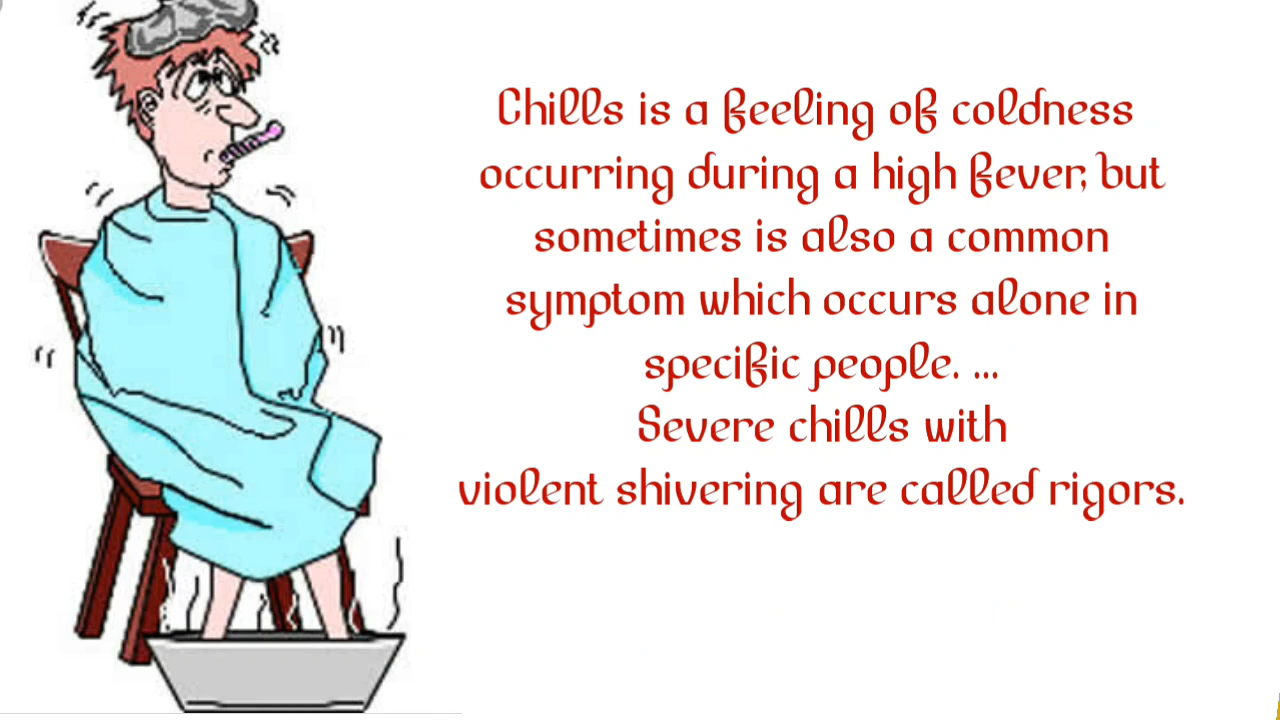 Chills is a feeling of coldness
occurring during a high fever, but
sometimes is also a common
symptom which occurs alone in
specific people. ...
Severe chills with
violent shivering are called rigors.